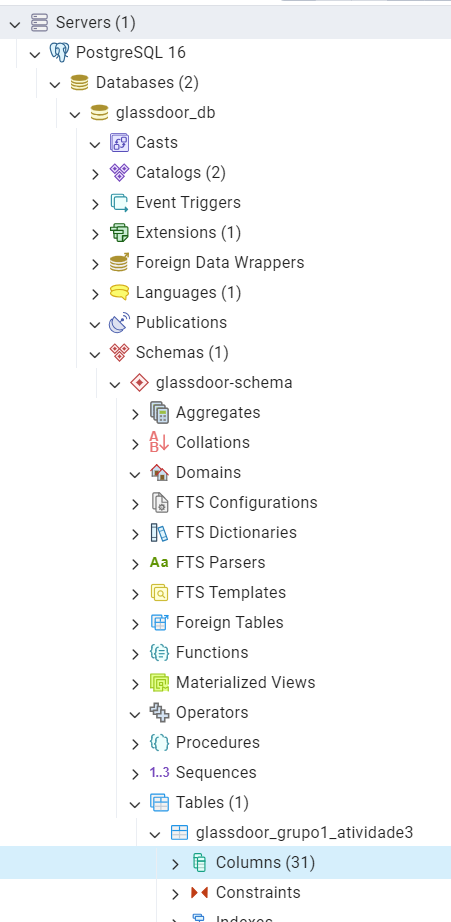 Servers (1)
PostgreSQL 16
Databases (2)
glassdoor_db
Casts
Catalogs (2)
Event Triggers
Extensions (1)
Foreign Data Wrappers
Languages (1)
Publications
Schemas (1)
glassdoor-schema
Aggregates
Collations
Domains
FTS Configurations
FTS Dictionaries
Aa FTS Parsers
FTS Templates
Foreign Tables
Functions
Materialized Views
Operators
Procedures
1..3 Sequences
Tables (1)
glassdoor_grupo1_atividade3
Columns (31)
Constraints
Indexes